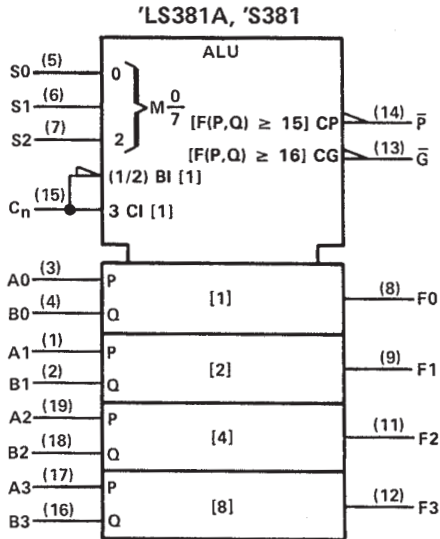 'LS381A, 'S381
ALU
S0 (5) 0
S1 (6) M 0/7
S2 (7) 2
[F(P,Q) ≥ 15] CP (14) P̅
[F(P,Q) ≥ 16] CG (13) G̅
(1/2) BI [1]
Cn (15) 3 CI [1]
A0 (3) P
B0 (4) Q
[1] (8) F0
A1 (1) P
B1 (2) Q
[2] (9) F1
A2 (19) P
B2 (18) Q
[4] (11) F2
A3 (17) P
B3 (16) Q
[8] (12) F3